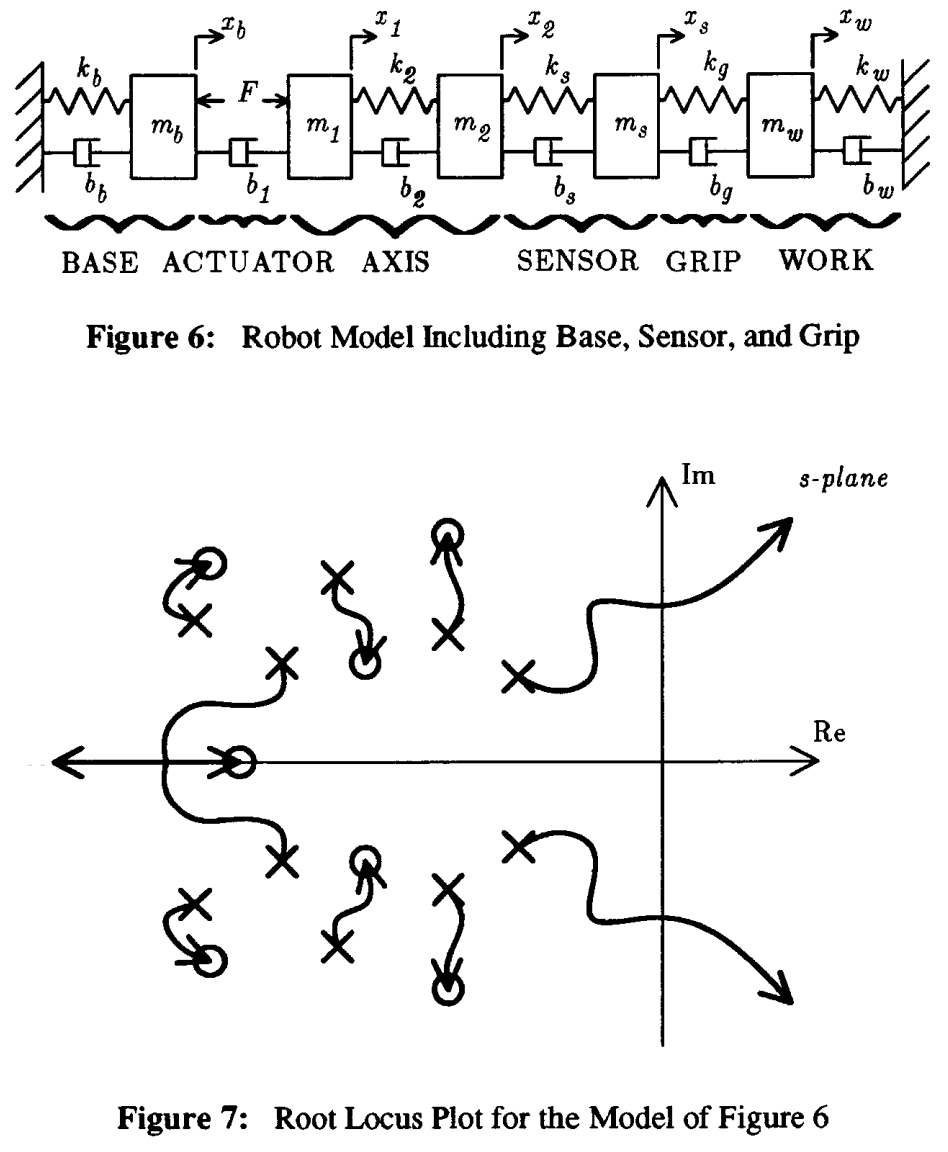 x_b x_1 x_2 x_s x_w
k_b F k_2 k_s k_g k_w
m_b m_1 m_2 m_s m_w
b_b b_1 b_2 b_s b_g b_w
BASE ACTUATOR AXIS SENSOR GRIP WORK
Figure 6: Robot Model Including Base, Sensor, and Grip
Im s-plane
Re
Figure 7: Root Locus Plot for the Model of Figure 6